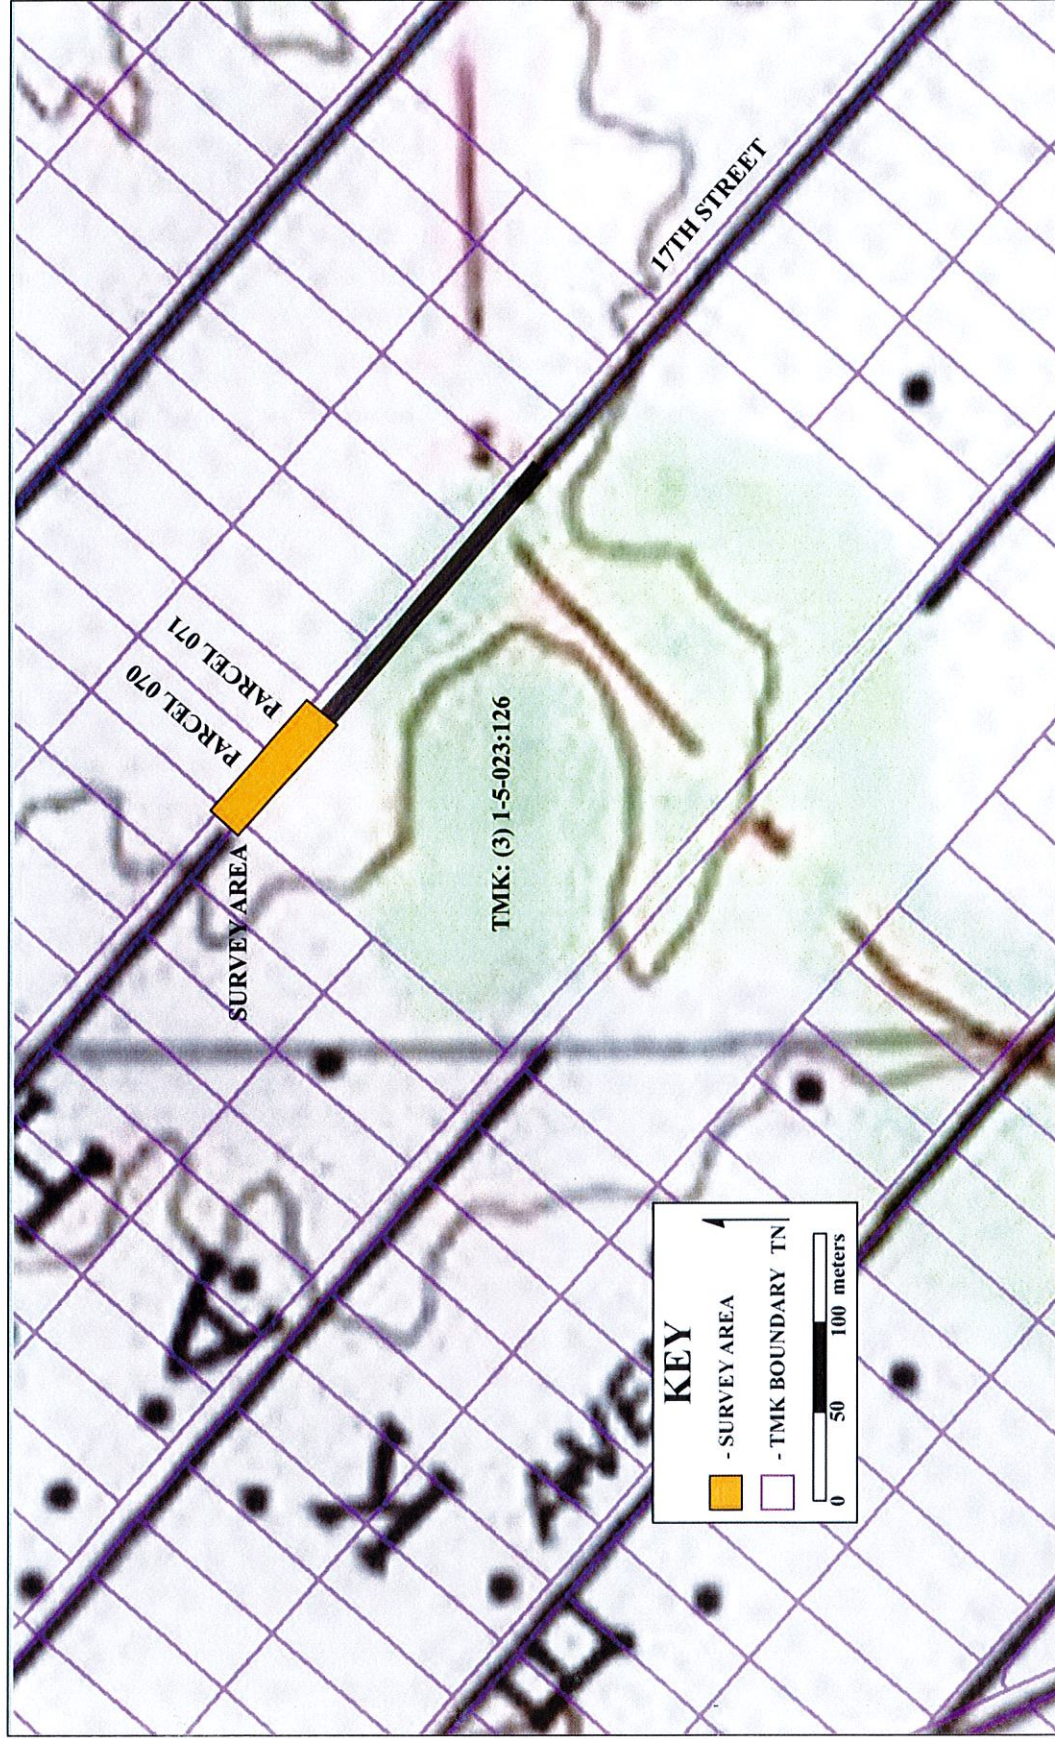 17TH STREET
PARCEL 071
PARCEL 070
SURVEY AREA
TMK: (3) 1-5-023:126
AVE
KEY
- SURVEY AREA
- TMK BOUNDARY TN
0 50 100 meters